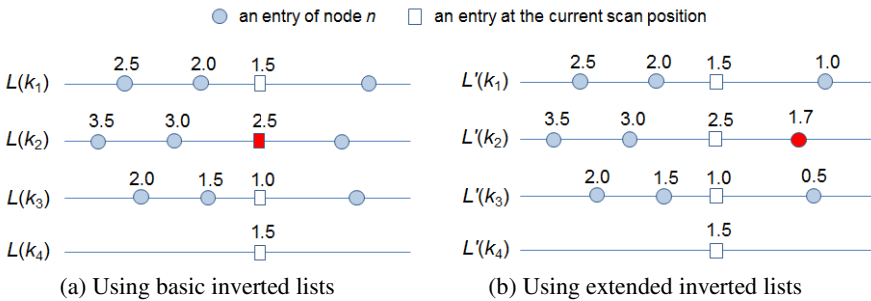 an entry of node n an entry at the current scan position
2.5 2.0 1.5
L(k1)
3.5 3.0 2.5
L(k2)
2.0 1.5 1.0
L(k3)
1.5
L(k4)
(a) Using basic inverted lists
2.5 2.0 1.5 1.0
L'(k1)
3.5 3.0 2.5 1.7
L'(k2)
2.0 1.5 1.0 0.5
L'(k3)
1.5
L'(k4)
(b) Using extended inverted lists